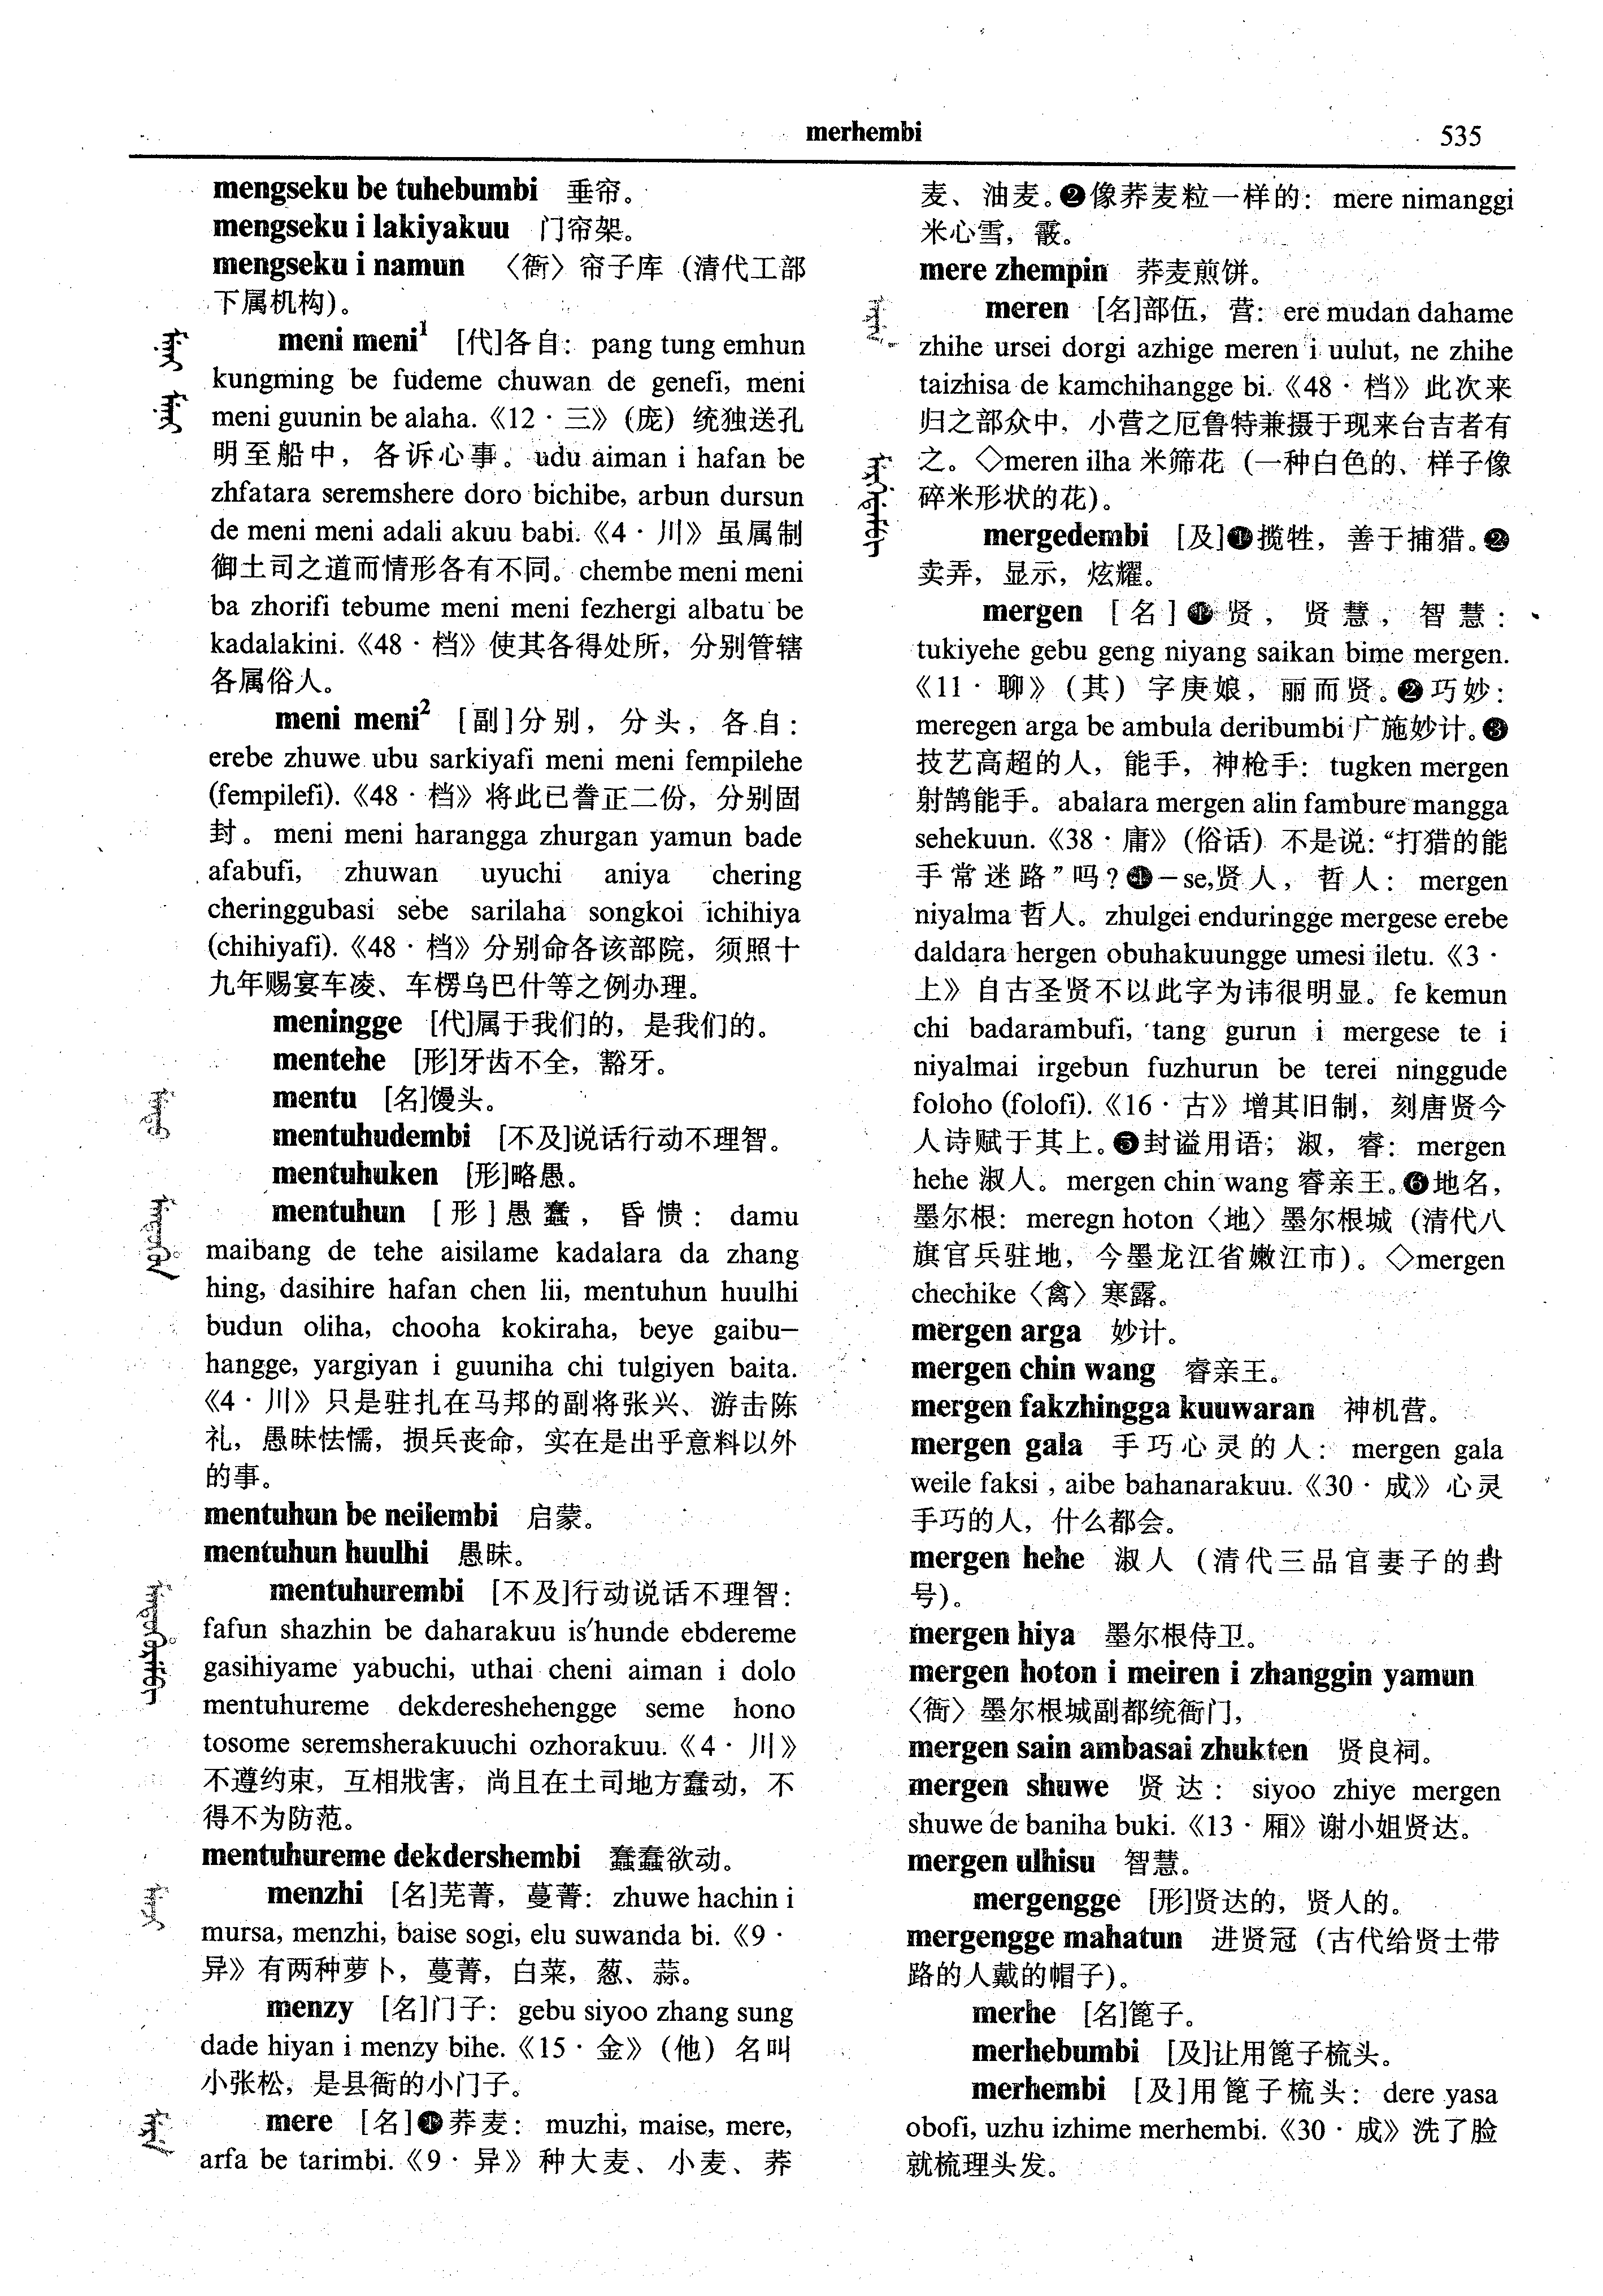 merhembi
535
mengseku be tuhebumbi 垂帘。
mengseku i lakiyakuu 门帘架。
mengseku i namun 〈衙〉帘子库（清代工部
下属机构）。
meni meni¹ [代]各自：pang tung emhun
kungming be fudeme chuwan de genefi, meni
meni guunin be alaha.《12·三》（庞）统独送孔
明至船中，各诉心事。udu aiman i hafan be
zhfatara seremshere doro bichibe, arbun dursun
de meni meni adali akuu babi.《4·川》虽属制
御土司之道而情形各有不同。chembe meni meni
ba zhorifi tebume meni meni fezhergi albatu be
kadalakini.《48·档》使其各得处所，分别管辖
各属俗人。
meni meni² [副]分别，分头，各自：
erebe zhuwe ubu sarkiyafi meni meni fempilehe
(fempilefi).《48·档》将此已誊正二份，分别固
封。meni meni harangga zhurgan yamun bade
afabufi, zhuwan uyuchi aniya chering
cheringgubasi sebe sarilaha songkoi ichihiya
(chihiyafi).《48·档》分别命各该部院，须照十
九年赐宴车凌、车楞乌巴什等之例办理。
meningge [代]属于我们的，是我们的。
mentehe [形]牙齿不全，豁牙。
mentu [名]馒头。
mentuhudembi [不及]说话行动不理智。
mentuhuken [形]略愚。
mentuhun [形]愚蠢，昏愦：damu
maibang de tehe aisilame kadalara da zhang
hing, dasihire hafan chen lii, mentuhun huulhi
budun oliha, chooha kokiraha, beye gaibu－
hangge, yargiyan i guuniha chi tulgiyen baita.
《4·川》只是驻扎在马邦的副将张兴、游击陈
礼，愚昧怯懦，损兵丧命，实在是出乎意料以外
的事。
mentuhun be neilembi 启蒙。
mentuhun huulhi 愚昧。
mentuhurembi [不及]行动说话不理智：
fafun shazhin be daharakuu is'hunde ebdereme
gasihiyame yabuchi, uthai cheni aiman i dolo
mentuhureme dekdereshehengge seme hono
tosome seremsherakuuchi ozhorakuu.《4·川》
不遵约束，互相戕害，尚且在土司地方蠢动，不
得不为防范。
mentuhureme dekdershembi 蠢蠢欲动。
menzhi [名]芜菁，蔓菁：zhuwe hachin i
mursa, menzhi, baise sogi, elu suwanda bi.《9·
异》有两种萝卜，蔓菁，白菜，葱、蒜。
menzy [名]门子：gebu siyoo zhang sung
dade hiyan i menzy bihe.《15·金》（他）名叫
小张松，是县衙的小门子。
mere [名]❶荞麦：muzhi, maise, mere,
arfa be tarimbi.《9·异》种大麦、小麦、荞
麦、油麦。❷像荞麦粒一样的：mere nimanggi
米心雪，霰。
mere zhempin 荞麦煎饼。
meren [名]部伍，营：ere mudan dahame
zhihe ursei dorgi azhige meren i uulut, ne zhihe
taizhisa de kamchihangge bi.《48·档》此次来
归之部众中，小营之厄鲁特兼摄于现来台吉者有
之。◇meren ilha 米筛花（一种白色的、样子像
碎米形状的花）。
mergedembi [及]❶揽牲，善于捕猎。❷
卖弄，显示，炫耀。
mergen [名]❶贤，贤慧，智慧：
tukiyehe gebu geng niyang saikan bime mergen.
《11·聊》（其）字庚娘，丽而贤。❷巧妙：
meregen arga be ambula deribumbi 广施妙计。❸
技艺高超的人，能手，神枪手：tugken mergen
射鹄能手。abalara mergen alin fambure mangga
sehekuun.《38·庸》（俗话）不是说：“打猎的能
手常迷路”吗？❹－se,贤人，哲人：mergen
niyalma 哲人。zhulgei enduringge mergese erebe
daldara hergen obuhakuungge umesi iletu.《3·
上》自古圣贤不以此字为讳很明显。fe kemun
chi badarambufi, tang gurun i mergese te i
niyalmai irgebun fuzhurun be terei ninggude
foloho (folofi).《16·古》增其旧制，刻唐贤今
人诗赋于其上。❺封谥用语；淑，睿：mergen
hehe 淑人。mergen chin wang 睿亲王。❻地名，
墨尔根：meregn hoton〈地〉墨尔根城（清代八
旗官兵驻地，今墨龙江省嫩江市）。◇mergen
chechike〈禽〉寒露。
mergen arga 妙计。
mergen chin wang 睿亲王。
mergen fakzhingga kuuwaran 神机营。
mergen gala 手巧心灵的人：mergen gala
weile faksi , aibe bahanarakuu.《30·成》心灵
手巧的人，什么都会。
mergen hehe 淑人（清代三品官妻子的封
号）。
mergen hiya 墨尔根侍卫。
mergen hoton i meiren i zhanggin yamun
〈衙〉墨尔根城副都统衙门，
mergen sain ambasai zhukten 贤良祠。
mergen shuwe 贤达：siyoo zhiye mergen
shuwe de baniha buki.《13·厢》谢小姐贤达。
mergen ulhisu 智慧。
mergengge [形]贤达的，贤人的。
mergengge mahatun 进贤冠（古代给贤士带
路的人戴的帽子）。
merhe [名]篦子。
merhebumbi [及]让用篦子梳头。
merhembi [及]用篦子梳头：dere yasa
obofi, uzhu izhime merhembi.《30·成》洗了脸
就梳理头发。